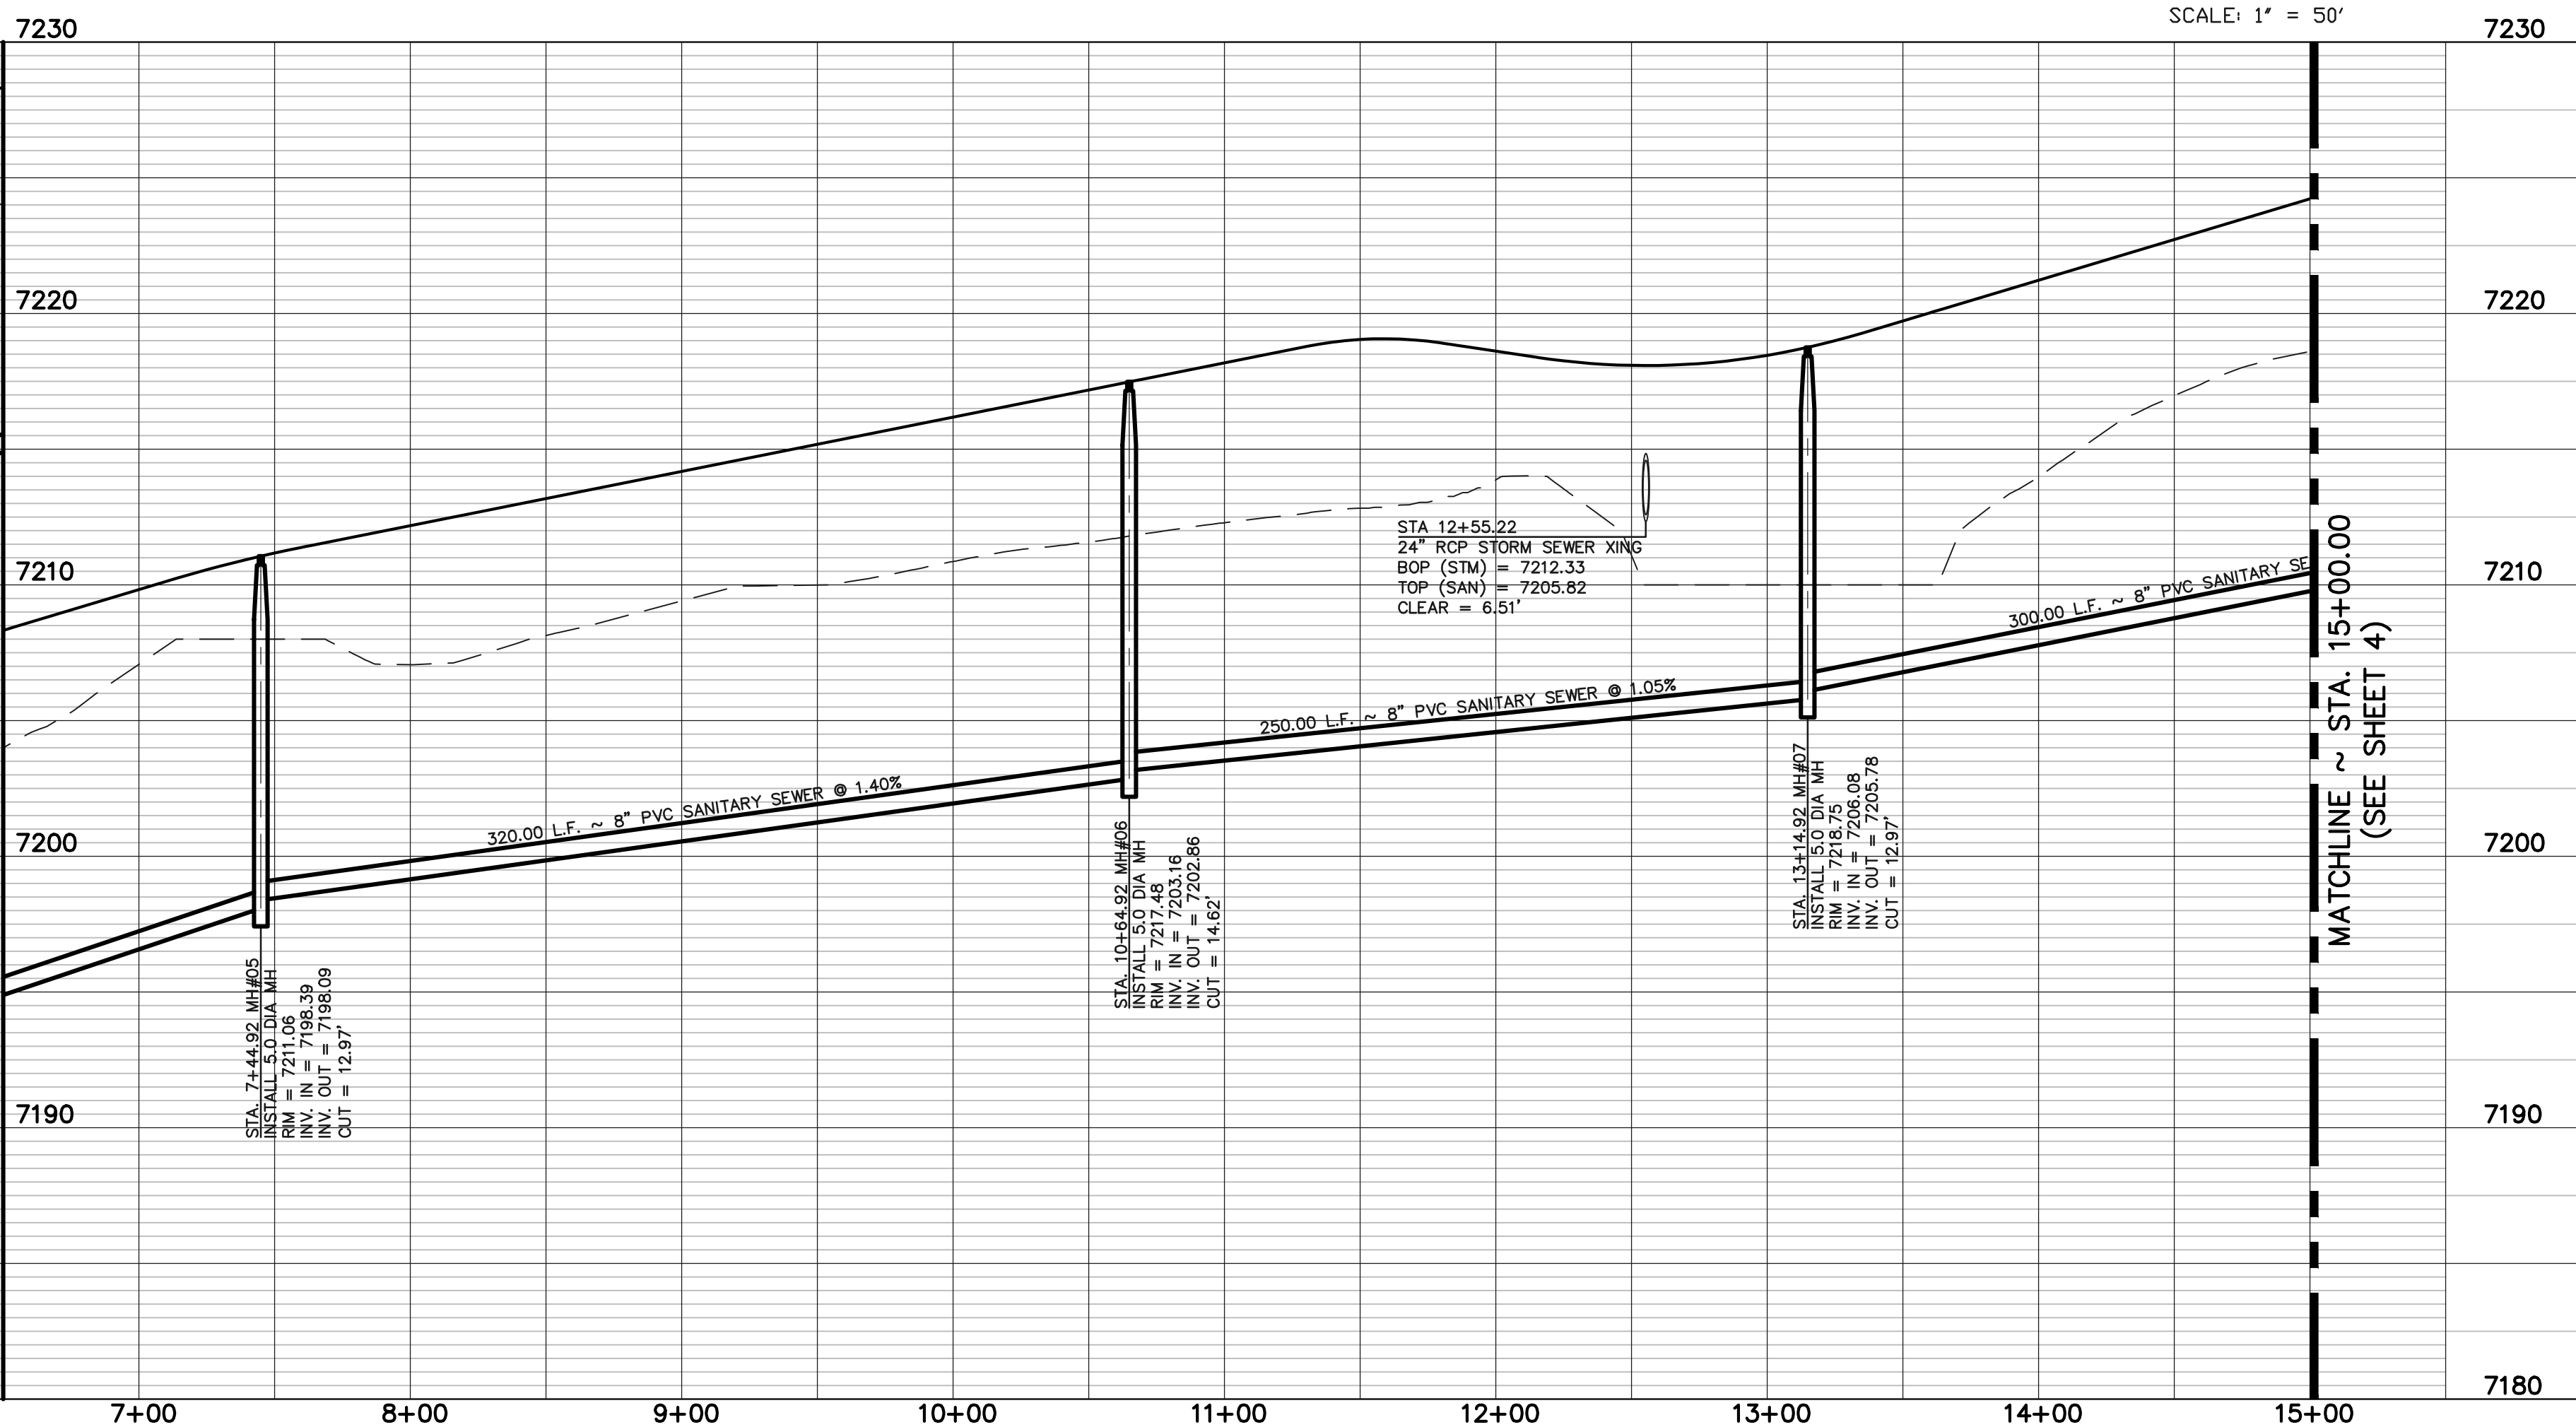 SCALE: 1" = 50'
7230
7230
7220
7220
7210
7210
7200
7200
7190
7190
7180
STA 12+55.22
24" RCP STORM SEWER XING
BOP (STM) = 7212.33
TOP (SAN) = 7205.82
CLEAR = 6.51'
320.00 L.F. ~ 8" PVC SANITARY SEWER @ 1.40%
250.00 L.F. ~ 8" PVC SANITARY SEWER @ 1.05%
300.00 L.F. ~ 8" PVC SANITARY SE
STA. 7+44.92 MH#05
INSTALL 5.0 DIA MH
RIM = 7211.06
INV. IN = 7198.39
INV. OUT = 7198.09
CUT = 12.97'
STA. 10+64.92 MH#06
INSTALL 5.0 DIA MH
RIM = 7217.48
INV. IN = 7203.16
INV. OUT = 7202.86
CUT = 14.62'
STA. 13+14.92 MH#07
INSTALL 5.0 DIA MH
RIM = 7218.75
INV. IN = 7206.08
INV. OUT = 7205.78
CUT = 12.97'
MATCHLINE ~ STA. 15+00.00
(SEE SHEET 4)
7+00
8+00
9+00
10+00
11+00
12+00
13+00
14+00
15+00